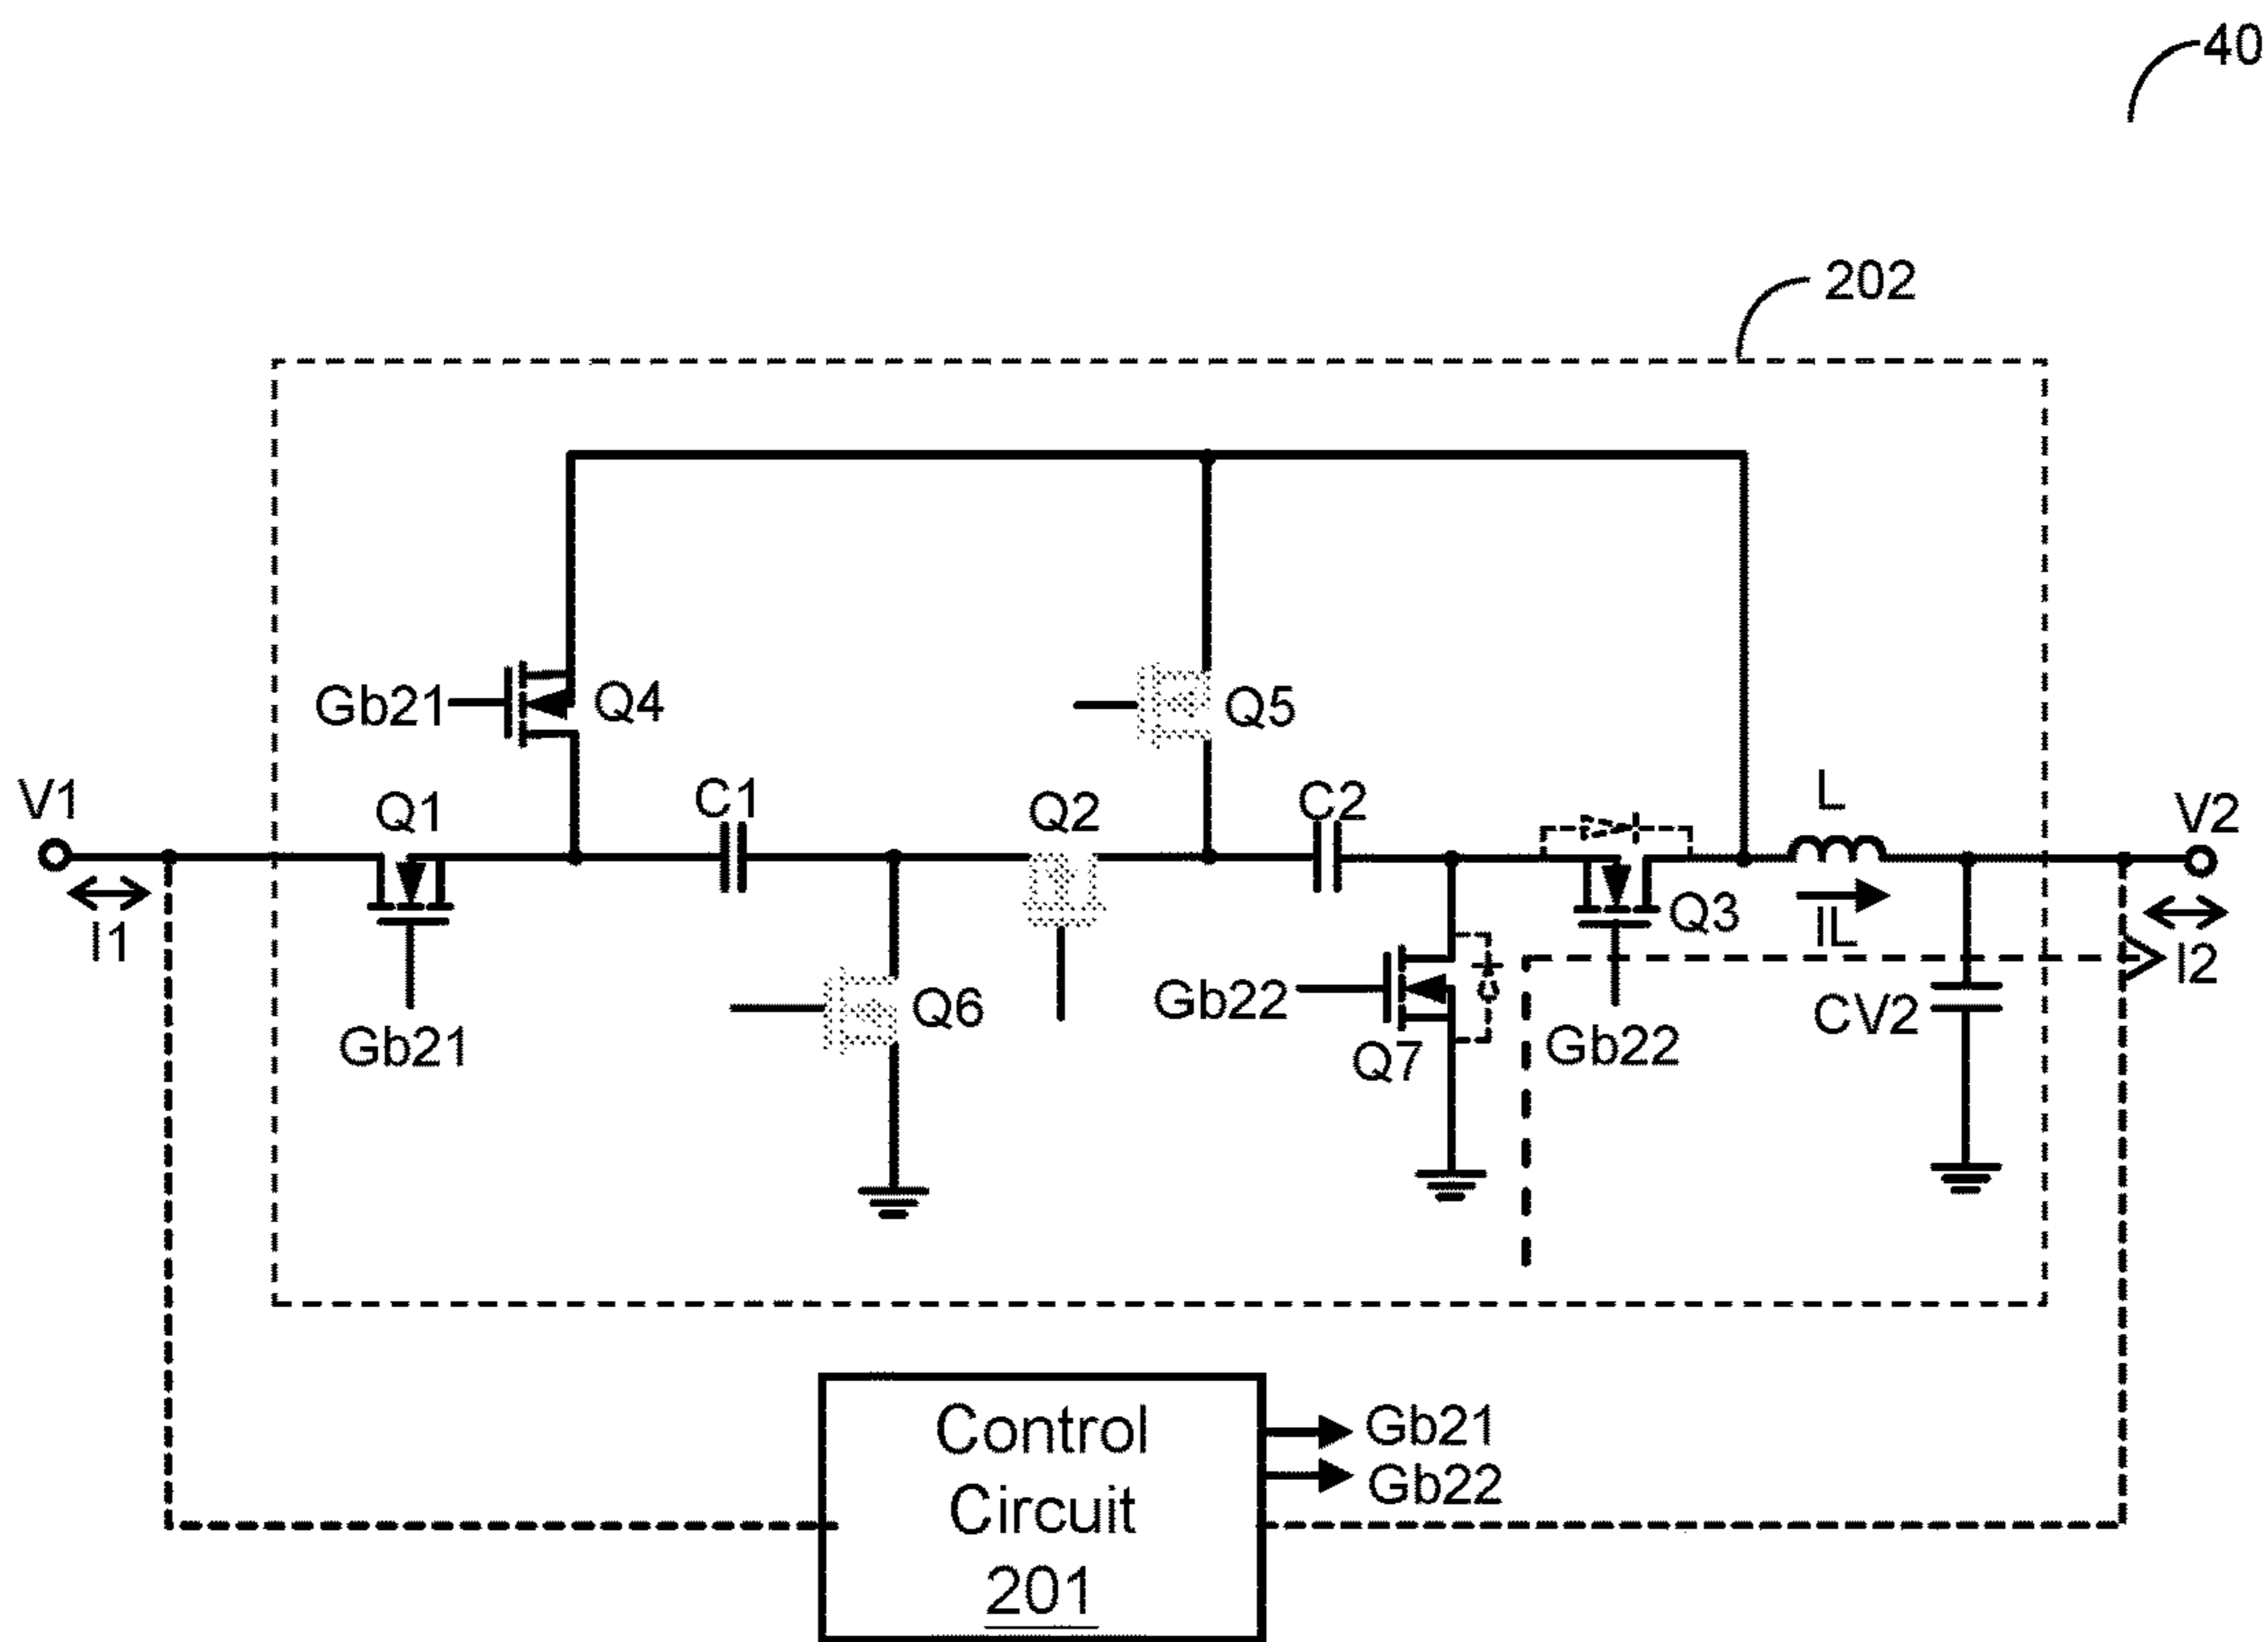 40
202
Gb21
Q4
Q5
V1
Q1
C1
Q2
C2
L
V2
I1
Q6
Gb22
Q3
IL
I2
Gb21
Q7
Gb22
CV2
Control
Circuit
201
Gb21
Gb22